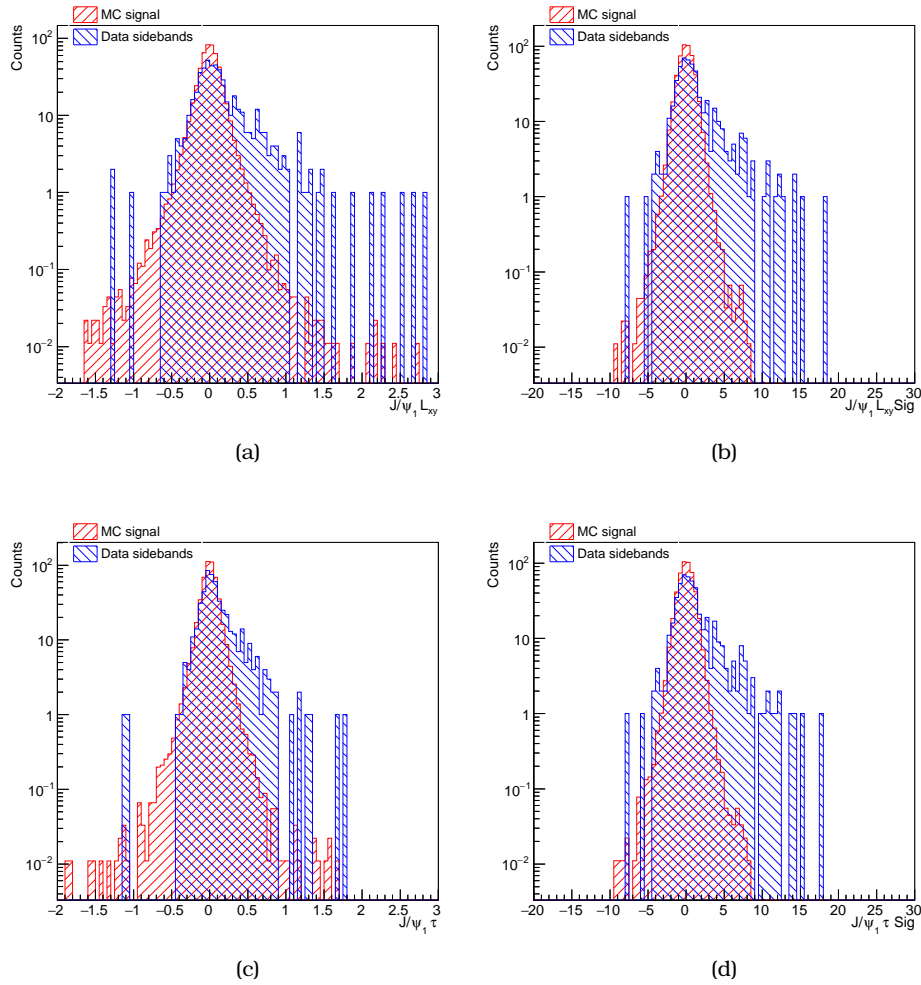 MC signal
Data sidebands
Counts
10²
10
1
10⁻¹
10⁻²
−2 −1.5 −1 −0.5 0 0.5 1 1.5 2 2.5 3
J/ψ₁ Lxy
(a)
MC signal
Data sidebands
Counts
10²
10
1
10⁻¹
10⁻²
−20 −15 −10 −5 0 5 10 15 20 25 30
J/ψ₁ LxySig
(b)
MC signal
Data sidebands
Counts
10²
10
1
10⁻¹
10⁻²
−2 −1.5 −1 −0.5 0 0.5 1 1.5 2 2.5 3
J/ψ₁ τ
(c)
MC signal
Data sidebands
Counts
10²
10
1
10⁻¹
10⁻²
−20 −15 −10 −5 0 5 10 15 20 25 30
J/ψ₁ τ Sig
(d)